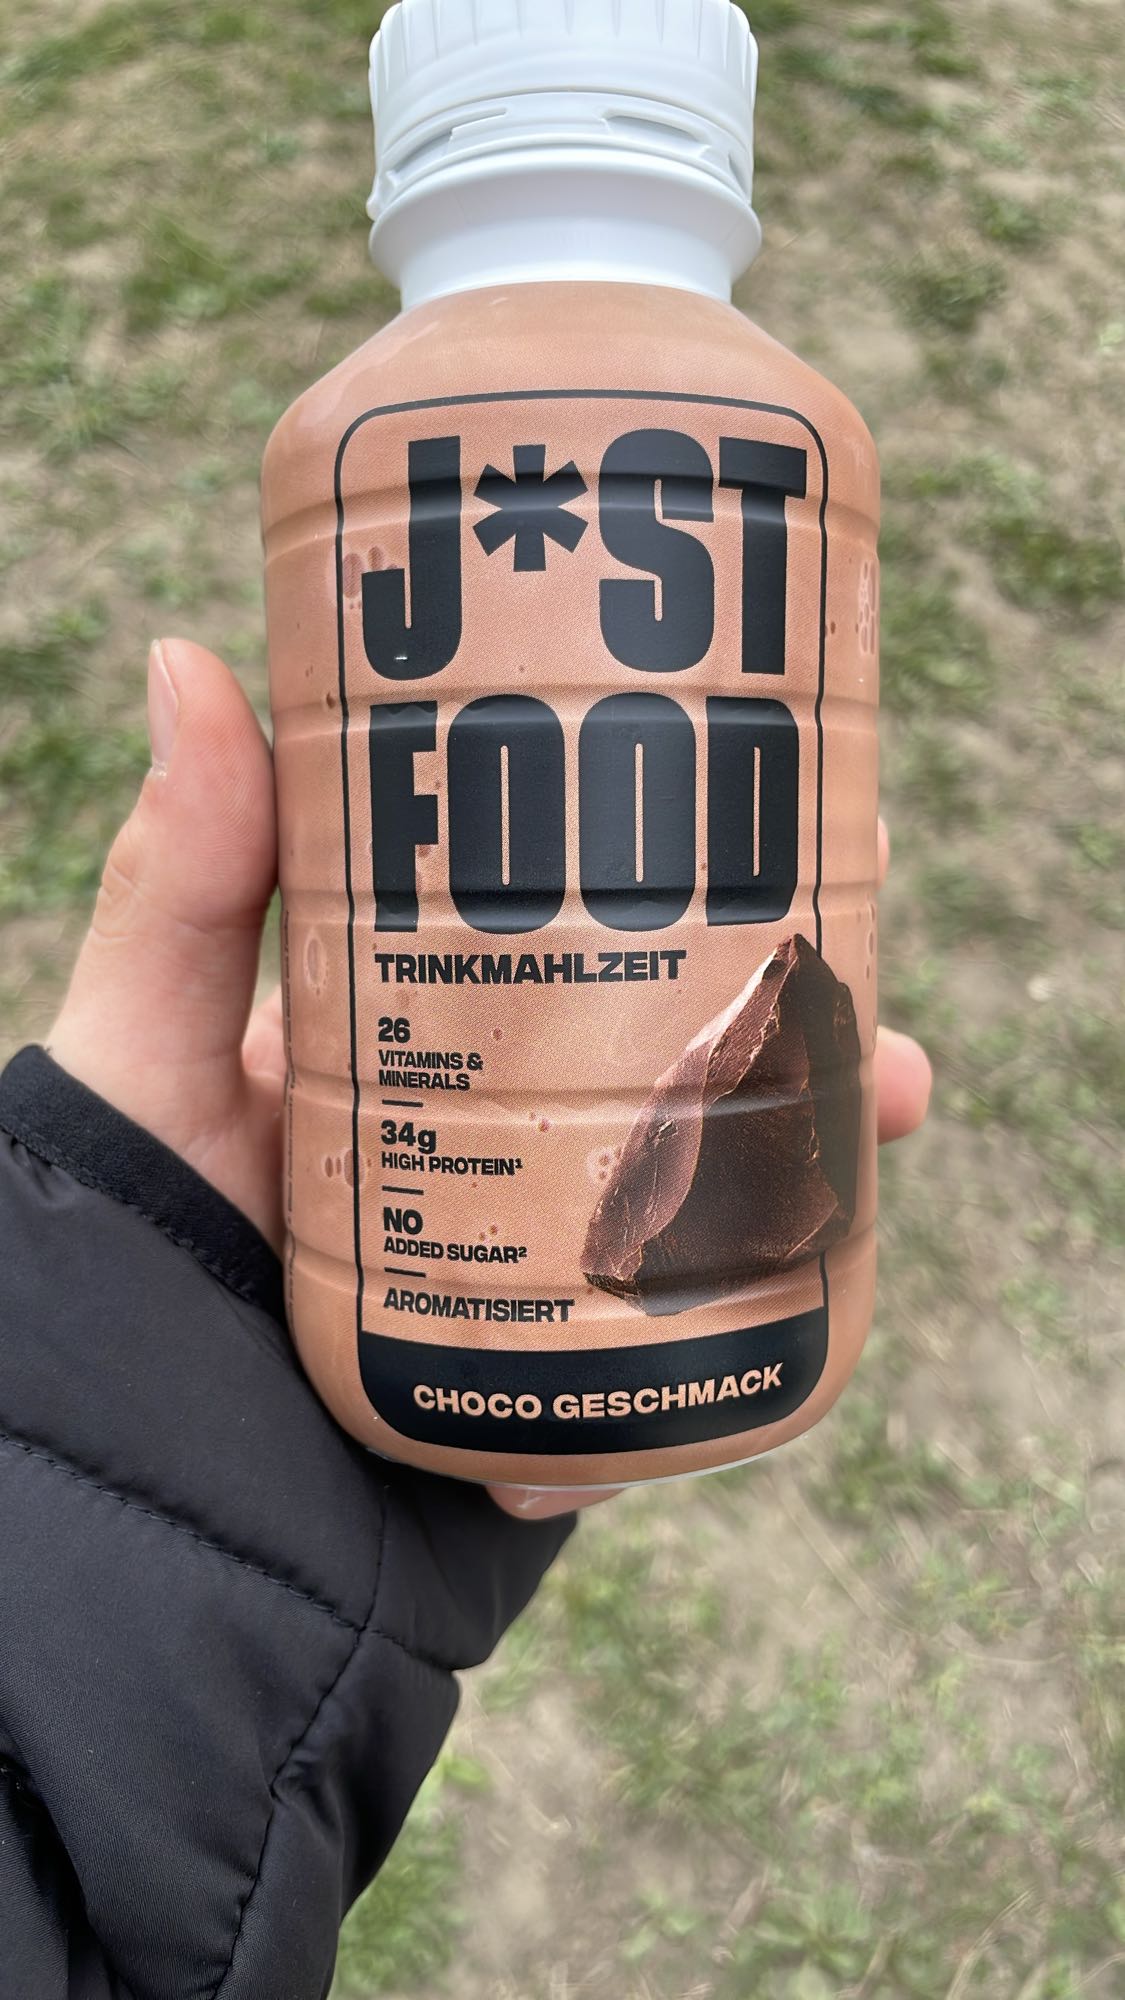 J*ST
FOOD
TRINKMAHLZEIT
26
VITAMINS &
MINERALS
34g
HIGH PROTEIN¹
NO
ADDED SUGAR²
AROMATISIERT
CHOCO GESCHMACK